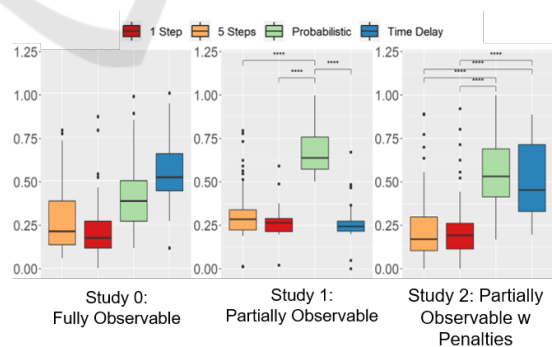 1 Step 5 Steps Probabilistic Time Delay
1.25 1.25 1.25
**** ****
**** **** ****
**** ****
1.00 1.00 1.00
0.75 0.75 0.75
0.50 0.50 0.50
0.25 0.25 0.25
0.00 0.00 0.00
Study 0:
Fully Observable
Study 1:
Partially Observable
Study 2: Partially
Observable w
Penalties